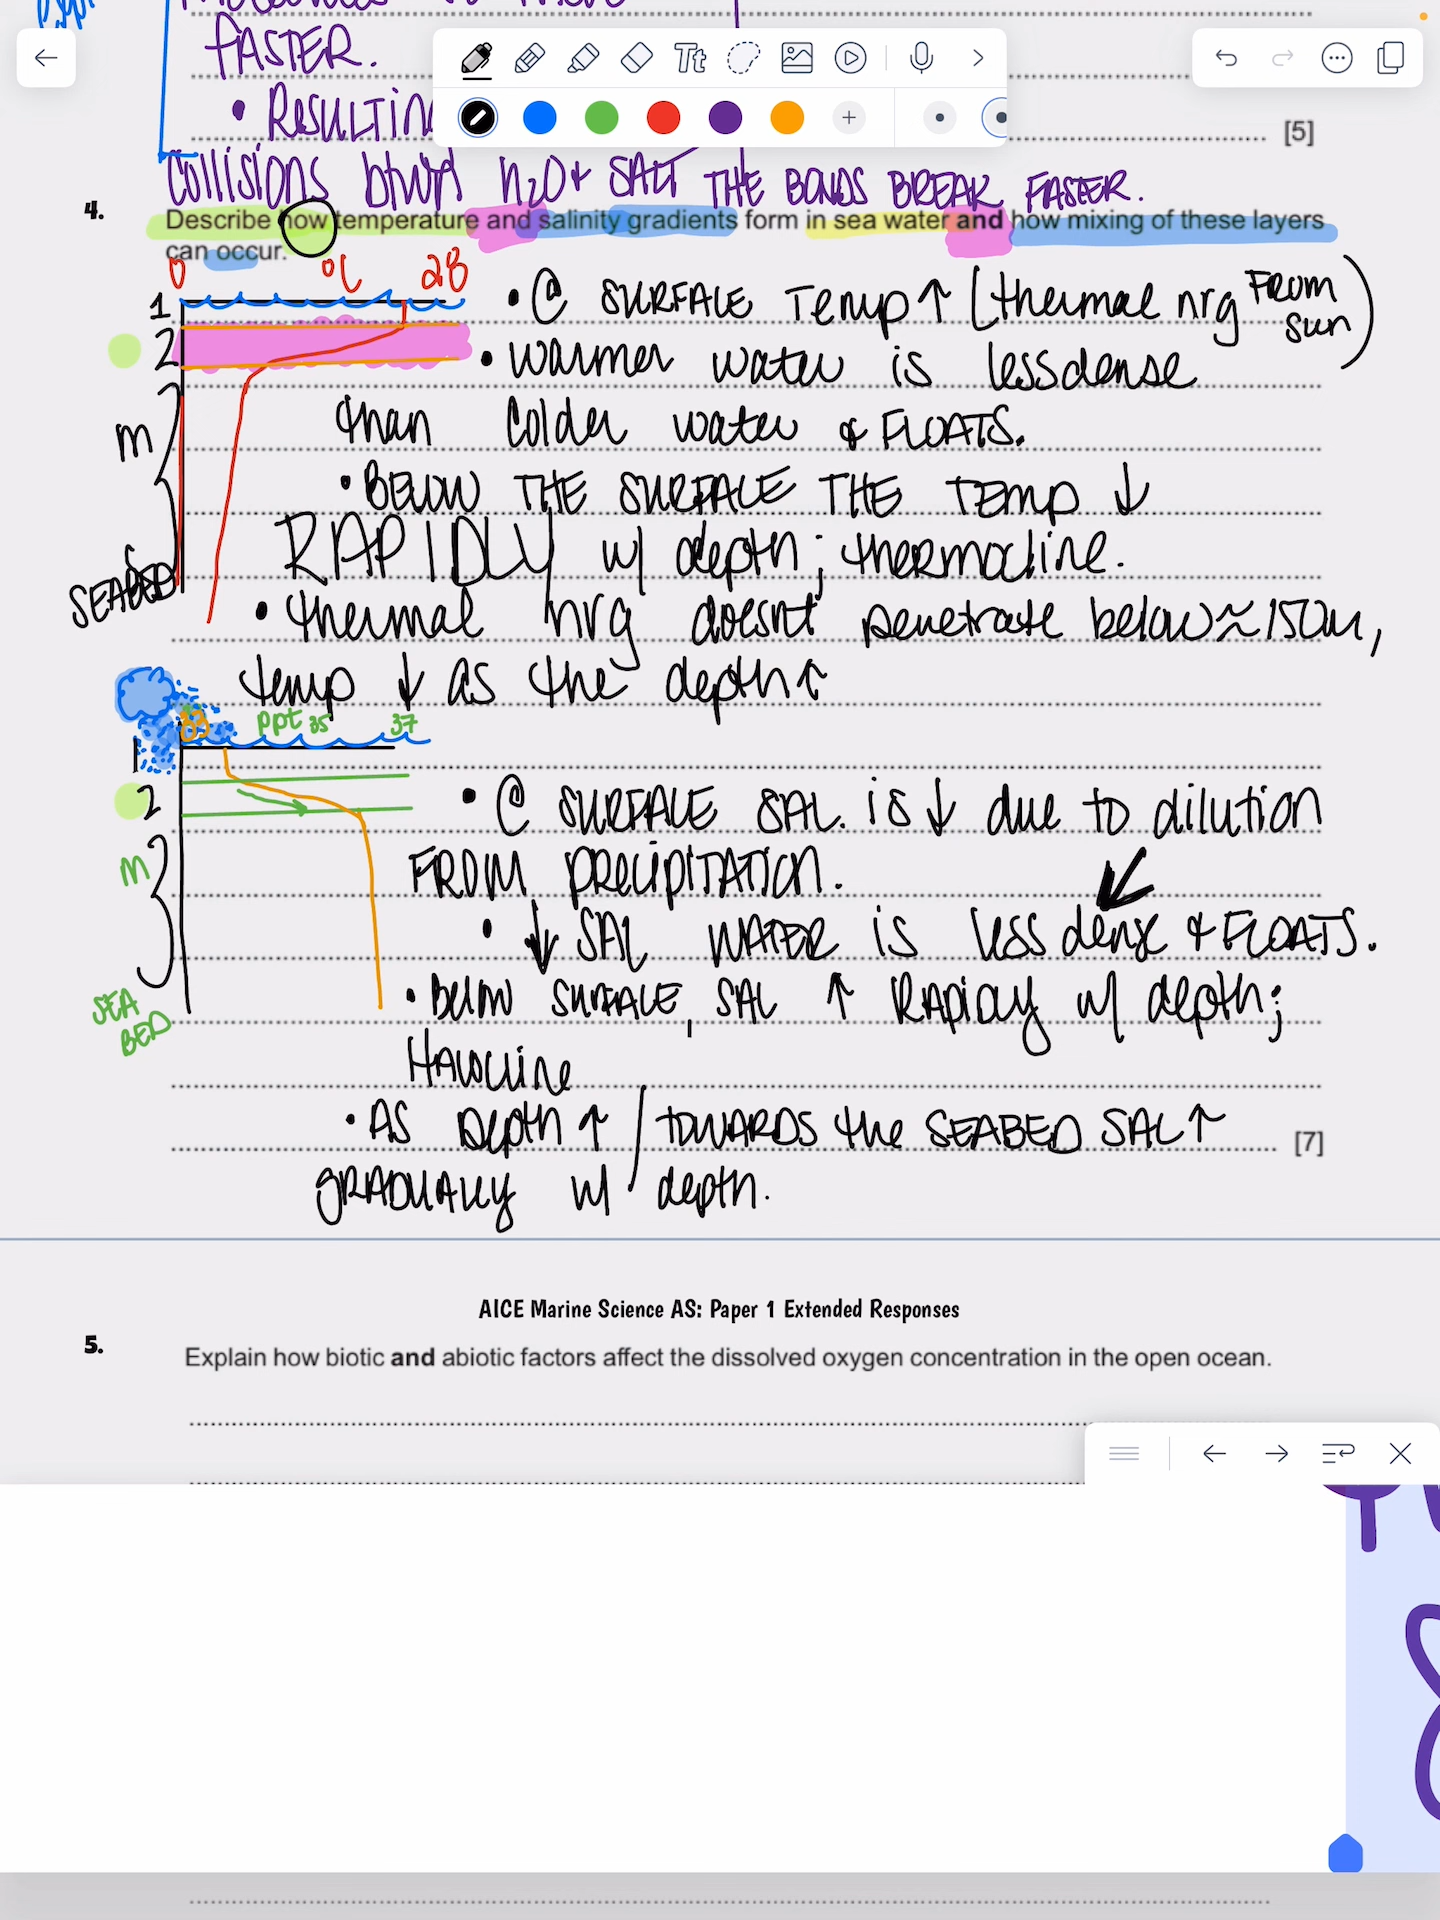 FASTER.
• RESULTING
[5]
Collisions btwn h2O + SALT THE BONDS BREAK FASTER.
4.
Describe how temperature and salinity gradients form in sea water and how mixing of these layers
can occur.
0 °C 28
1
2
m
SEABED
• @ SURFACE Temp ↑ (thermal nrg FROM sun)
• warmer water is less dense
than colder water & FLOATS.
• BELOW THE SURFACE THE TEMP ↓
RAPIDLY w/ depth; thermocline.
• thermal nrg doesnt penetrate below ≈ 150m,
temp ↓ as the depth ↑
33 ppt 35 37
1
2
m
SEA
BED
• @ SURFACE SAL. is ↓ due to dilution
FROM PRECIPITATION.
• ↓ SAL WATER is less dense & FLOATS.
• Below SURFACE, SAL ↑ RAPIDLY w/ depth;
HALOCLINE
• AS Depth ↑ / TOWARDS the SEABED SAL ↑
[7]
GRADUALLY w/ depth.
AICE Marine Science AS: Paper 1 Extended Responses
5.
Explain how biotic and abiotic factors affect the dissolved oxygen concentration in the open ocean.
Tt